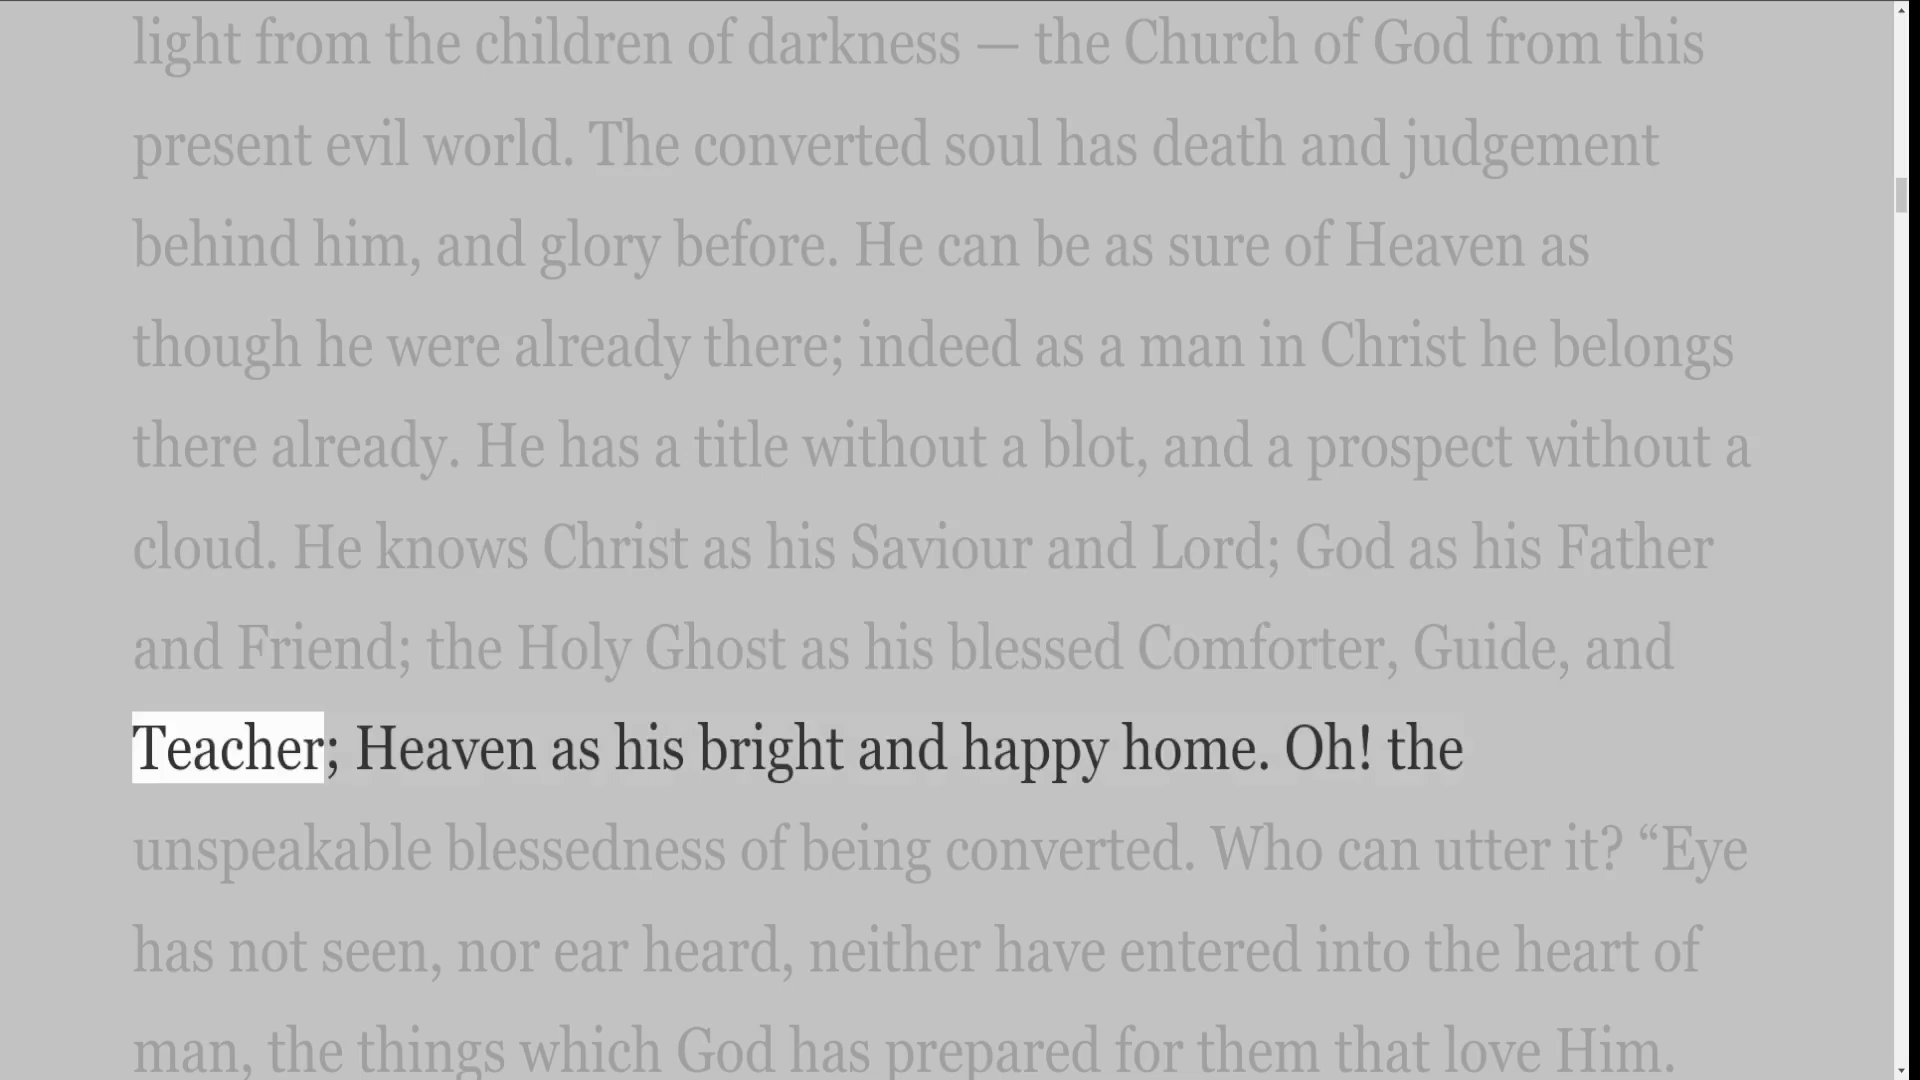 light from the children of darkness — the Church of God from this
present evil world. The converted soul has death and judgement
behind him, and glory before. He can be as sure of Heaven as
though he were already there; indeed as a man in Christ he belongs
there already. He has a title without a blot, and a prospect without a
cloud. He knows Christ as his Saviour and Lord; God as his Father
and Friend; the Holy Ghost as his blessed Comforter, Guide, and
Teacher; Heaven as his bright and happy home. Oh! the
unspeakable blessedness of being converted. Who can utter it? “Eye
has not seen, nor ear heard, neither have entered into the heart of
man, the things which God has prepared for them that love Him.